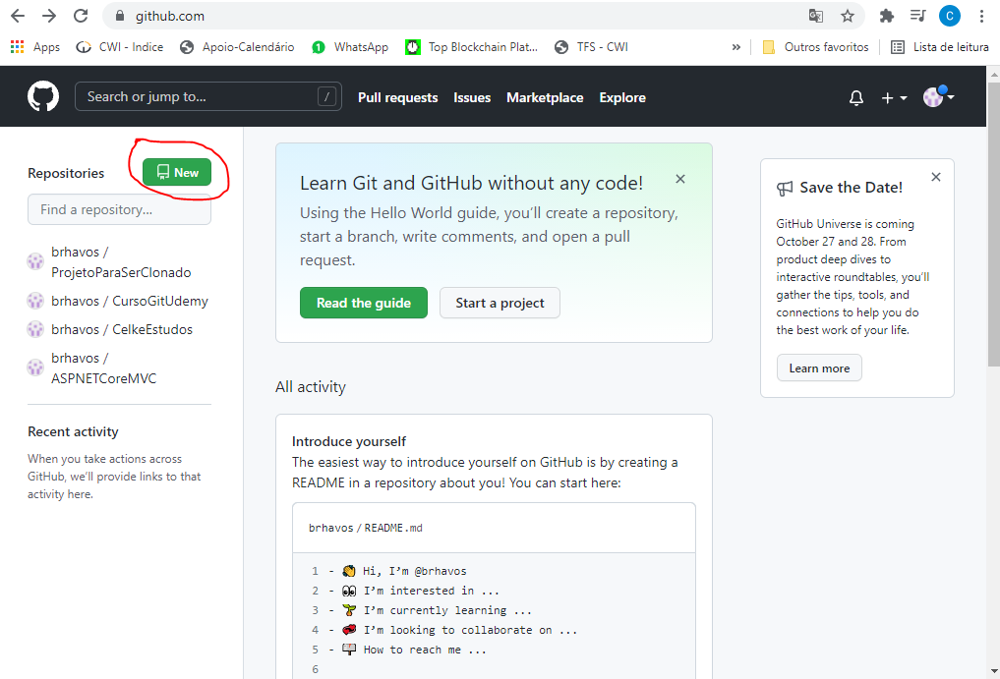 github.com
Apps
CWI - Indice
Apoio-Calendário
WhatsApp
Top Blockchain Plat...
TFS - CWI
»
Outros favoritos
Lista de leitura
C
Search or jump to...
/
Pull requests
Issues
Marketplace
Explore
Repositories
New
Find a repository...
brhavos /
ProjetoParaSerClonado
brhavos / CursoGitUdemy
brhavos / CelkeEstudos
brhavos /
ASPNETCoreMVC
Recent activity
When you take actions across
GitHub, we'll provide links to that
activity here.
Learn Git and GitHub without any code!
Using the Hello World guide, you'll create a repository,
start a branch, write comments, and open a pull
request.
Read the guide
Start a project
All activity
Introduce yourself
The easiest way to introduce yourself on GitHub is by creating a
README in a repository about you! You can start here:
brhavos / README.md
1 - 👋 Hi, I'm @brhavos
2 - 👀 I'm interested in ...
3 - 🌱 I'm currently learning ...
4 - 💞️ I'm looking to collaborate on ...
5 - 📫 How to reach me ...
6
Save the Date!
GitHub Universe is coming
October 27 and 28. From
product deep dives to
interactive roundtables, you'll
gather the tips, tools, and
connections to help you do
the best work of your life.
Learn more